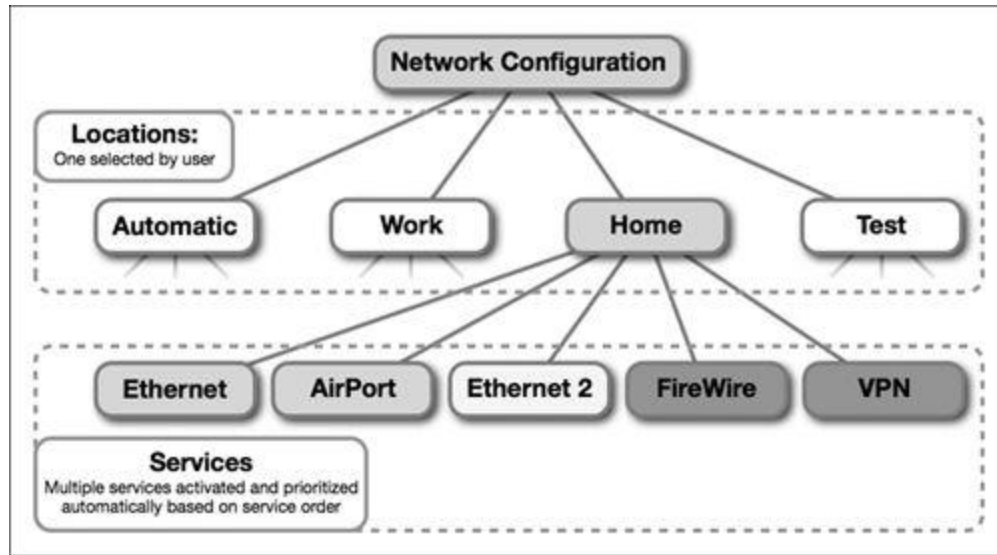 Network Configuration
Locations:
One selected by user
Automatic
Work
Home
Test
Ethernet
AirPort
Ethernet 2
FireWire
VPN
Services
Multiple services activated and prioritized
automatically based on service order